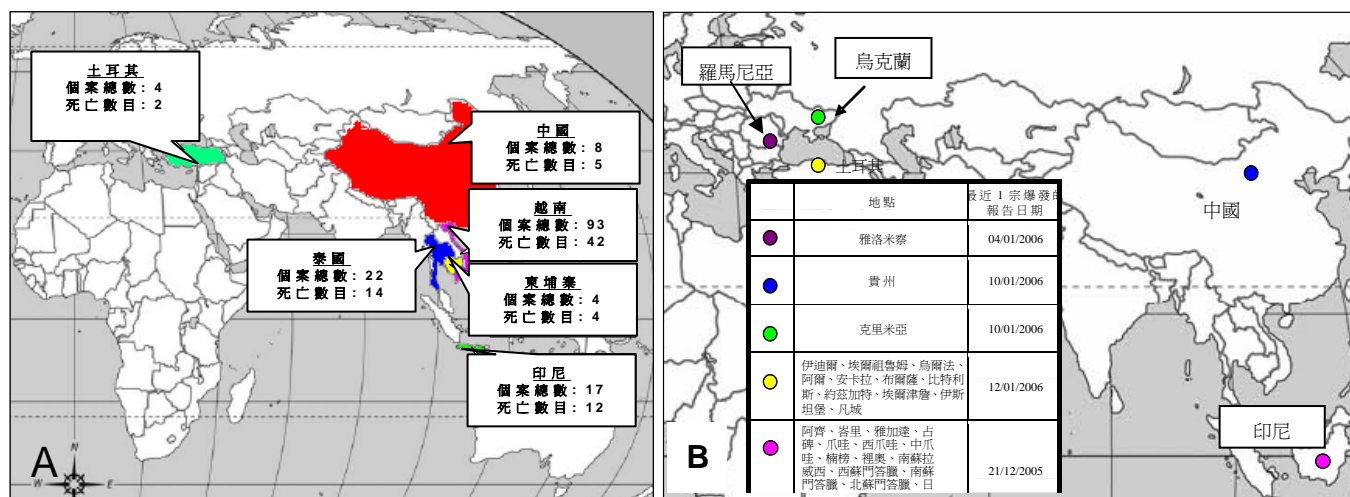 土耳其
個案總數: 4
死亡數目: 2
中國
個案總數: 8
死亡數目: 5
越南
個案總數: 93
死亡數目: 42
泰國
個案總數: 22
死亡數目: 14
柬埔寨
個案總數: 4
死亡數目: 4
印尼
個案總數: 17
死亡數目: 12
A
N
W
E
S
羅馬尼亞
烏克蘭
土耳其
中國
印尼
B
地點
最近 1 宗爆發的
報告日期
雅洛米察
04/01/2006
貴州
10/01/2006
克里米亞
10/01/2006
伊迪爾、埃爾祖魯姆、烏爾法、
阿爾、安卡拉、布爾薩、比特利
斯、約茲加特、埃爾津詹、伊斯
坦堡、凡城
12/01/2006
阿齊、峇里、雅加達、占
碑、爪哇、西爪哇、中爪
哇、楠榜、裡奧、南蘇拉
威西、西蘇門答臘、南蘇
門答臘、北蘇門答臘、日
21/12/2005